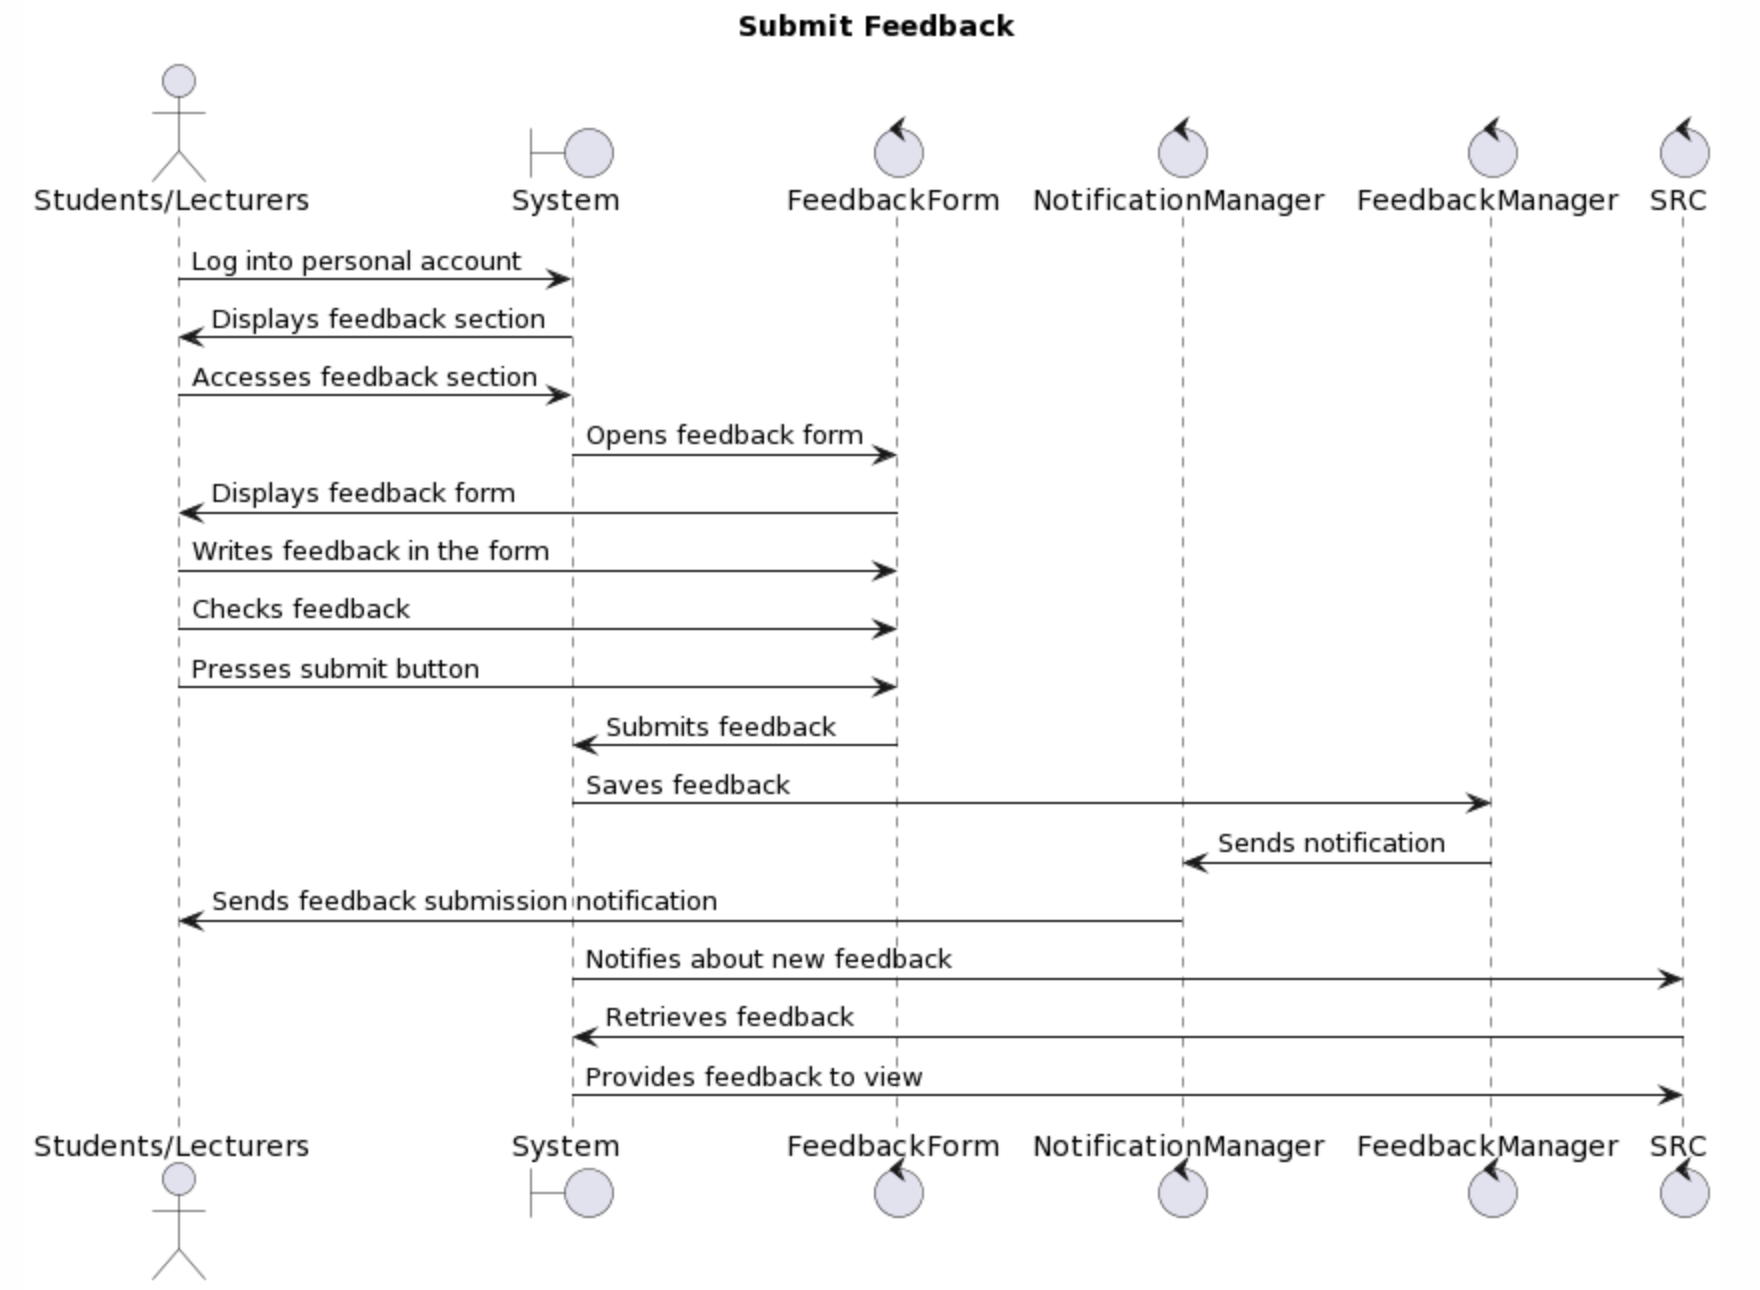 Submit Feedback
Students/Lecturers System FeedbackForm NotificationManager FeedbackManager SRC
Log into personal account
Displays feedback section
Accesses feedback section
Opens feedback form
Displays feedback form
Writes feedback in the form
Checks feedback
Presses submit button
Submits feedback
Saves feedback
Sends notification
Sends feedback submission notification
Notifies about new feedback
Retrieves feedback
Provides feedback to view
Students/Lecturers System FeedbackForm NotificationManager FeedbackManager SRC